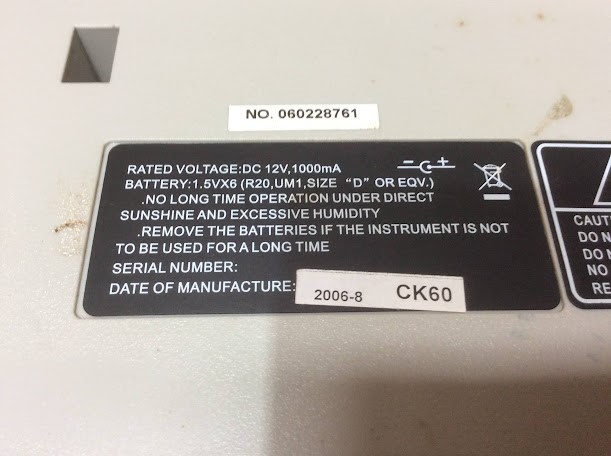 NO. 060228761
RATED VOLTAGE:DC 12V,1000mA
BATTERY:1.5VX6 (R20,UM1,SIZE “D” OR EQV.)
.NO LONG TIME OPERATION UNDER DIRECT
SUNSHINE AND EXCESSIVE HUMIDITY
.REMOVE THE BATTERIES IF THE INSTRUMENT IS NOT
TO BE USED FOR A LONG TIME
SERIAL NUMBER:
DATE OF MANUFACTURE: 2006-8 CK60
CAUT
DO N
DO N
NO
RE